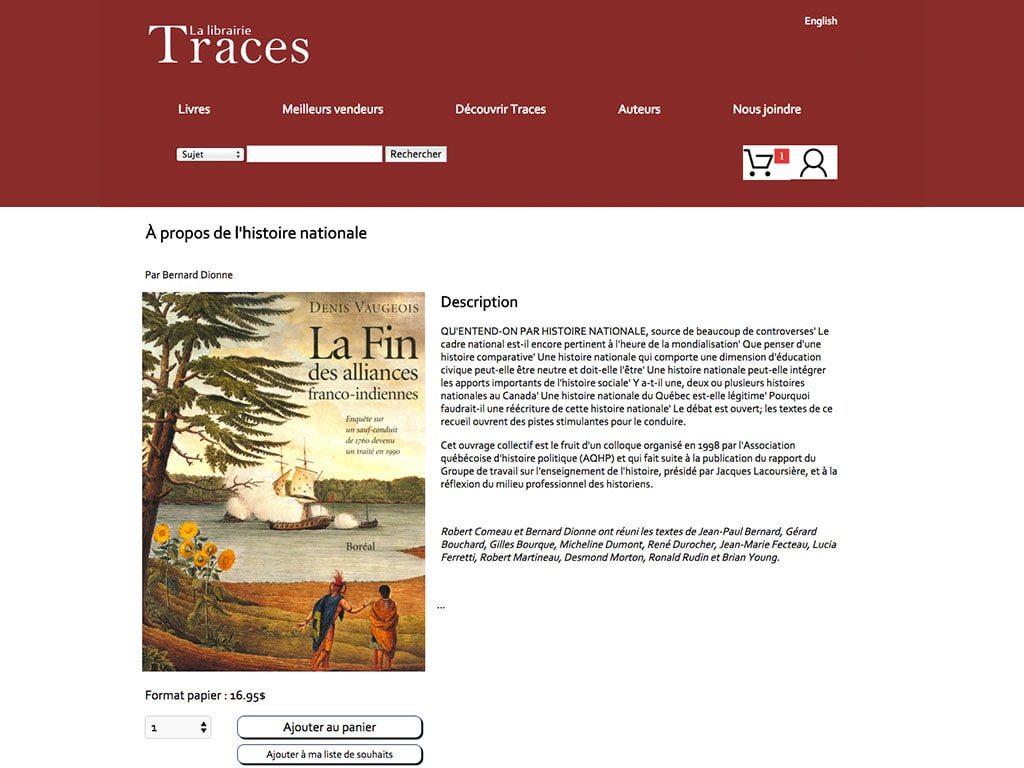 La librairie
Traces
English
Livres
Meilleurs vendeurs
Découvrir Traces
Auteurs
Nous joindre
Sujet
Rechercher
1
À propos de l'histoire nationale
Par Bernard Dionne
DENIS VAUGEOIS
La Fin
des alliances
franco-indiennes
Enquête sur
un sauf-conduit
de 1760 devenu
un traité en 1990
Boréal
Description
QU'ENTEND-ON PAR HISTOIRE NATIONALE, source de beaucoup de controverses' Le
cadre national est-il encore pertinent à l'heure de la mondialisation' Que penser d'une
histoire comparative' Une histoire nationale qui comporte une dimension d'éducation
civique peut-elle être neutre et doit-elle l'être' Une histoire nationale peut-elle intégrer
les apports importants de l'histoire sociale' Y a-t-il une, deux ou plusieurs histoires
nationales au Canada' Une histoire nationale du Québec est-elle légitime' Pourquoi
faudrait-il une réécriture de cette histoire nationale' Le débat est ouvert; les textes de ce
recueil ouvrent des pistes stimulantes pour le conduire.
Cet ouvrage collectif est le fruit d'un colloque organisé en 1998 par l'Association
québécoise d'histoire politique (AQHP) et qui fait suite à la publication du rapport du
Groupe de travail sur l'enseignement de l'histoire, présidé par Jacques Lacoursière, et à la
réflexion du milieu professionnel des historiens.
Robert Comeau et Bernard Dionne ont réuni les textes de Jean-Paul Bernard, Gérard
Bouchard, Gilles Bourque, Micheline Dumont, René Durocher, Jean-Marie Fecteau, Lucia
Ferretti, Robert Martineau, Desmond Morton, Ronald Rudin et Brian Young.
...
Format papier : 16.95$
1
Ajouter au panier
Ajouter à ma liste de souhaits